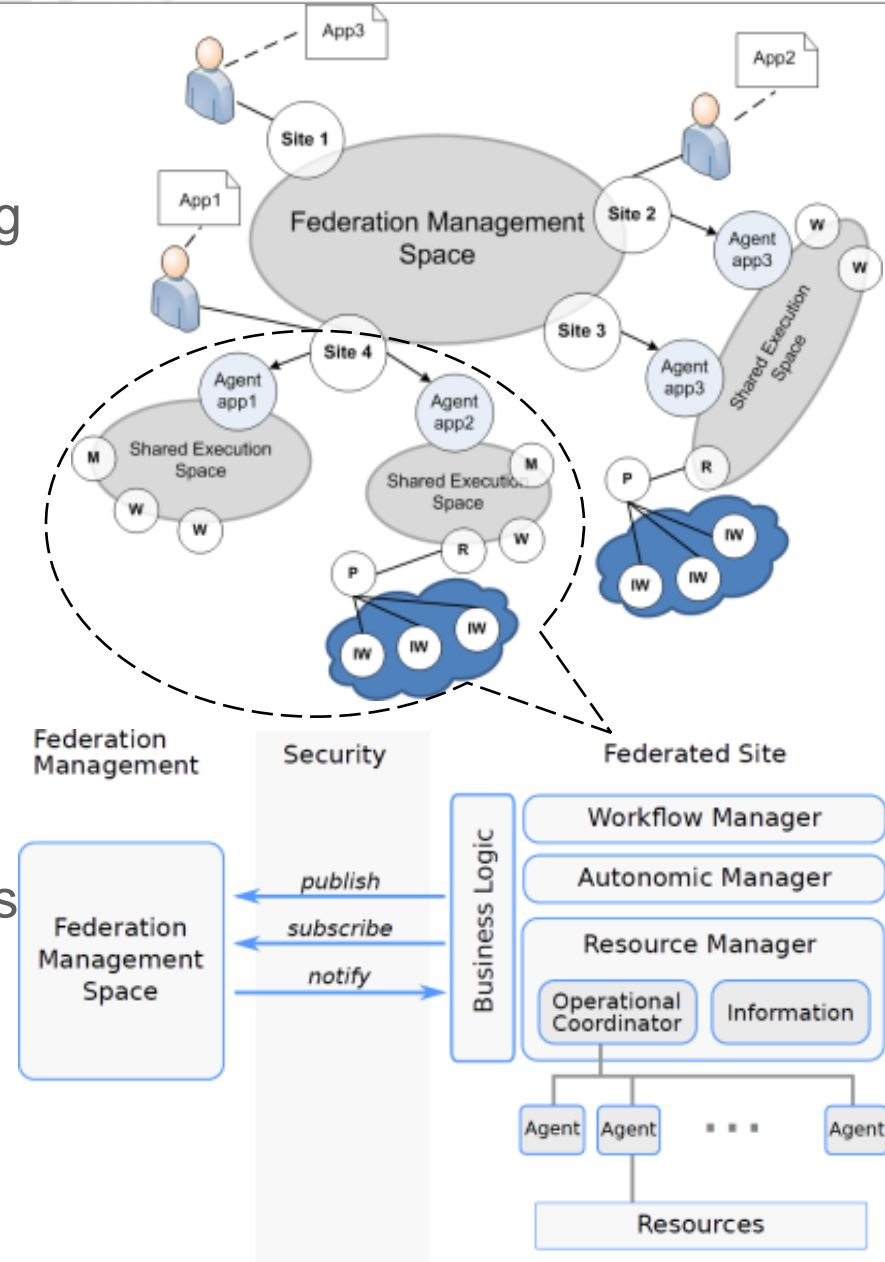 App3
App2
Site 1
App1
g
Federation Management
Space
Site 2
Agent
app3
W
W
Site 3
Site 4
Agent
app3
Shared Execution
Space
Agent
app1
Agent
app2
M
Shared Execution
Space
M
Shared Execution
Space
W
W
W
R
P
P
R
IW
IW
IW
IW
IW
IW
Federation
Management
Security
Federated Site
Workflow Manager
Autonomic Manager
Business Logic
publish
subscribe
notify
s
Federation
Management
Space
Resource Manager
Operational
Coordinator
Information
Agent
Agent
Agent
Resources